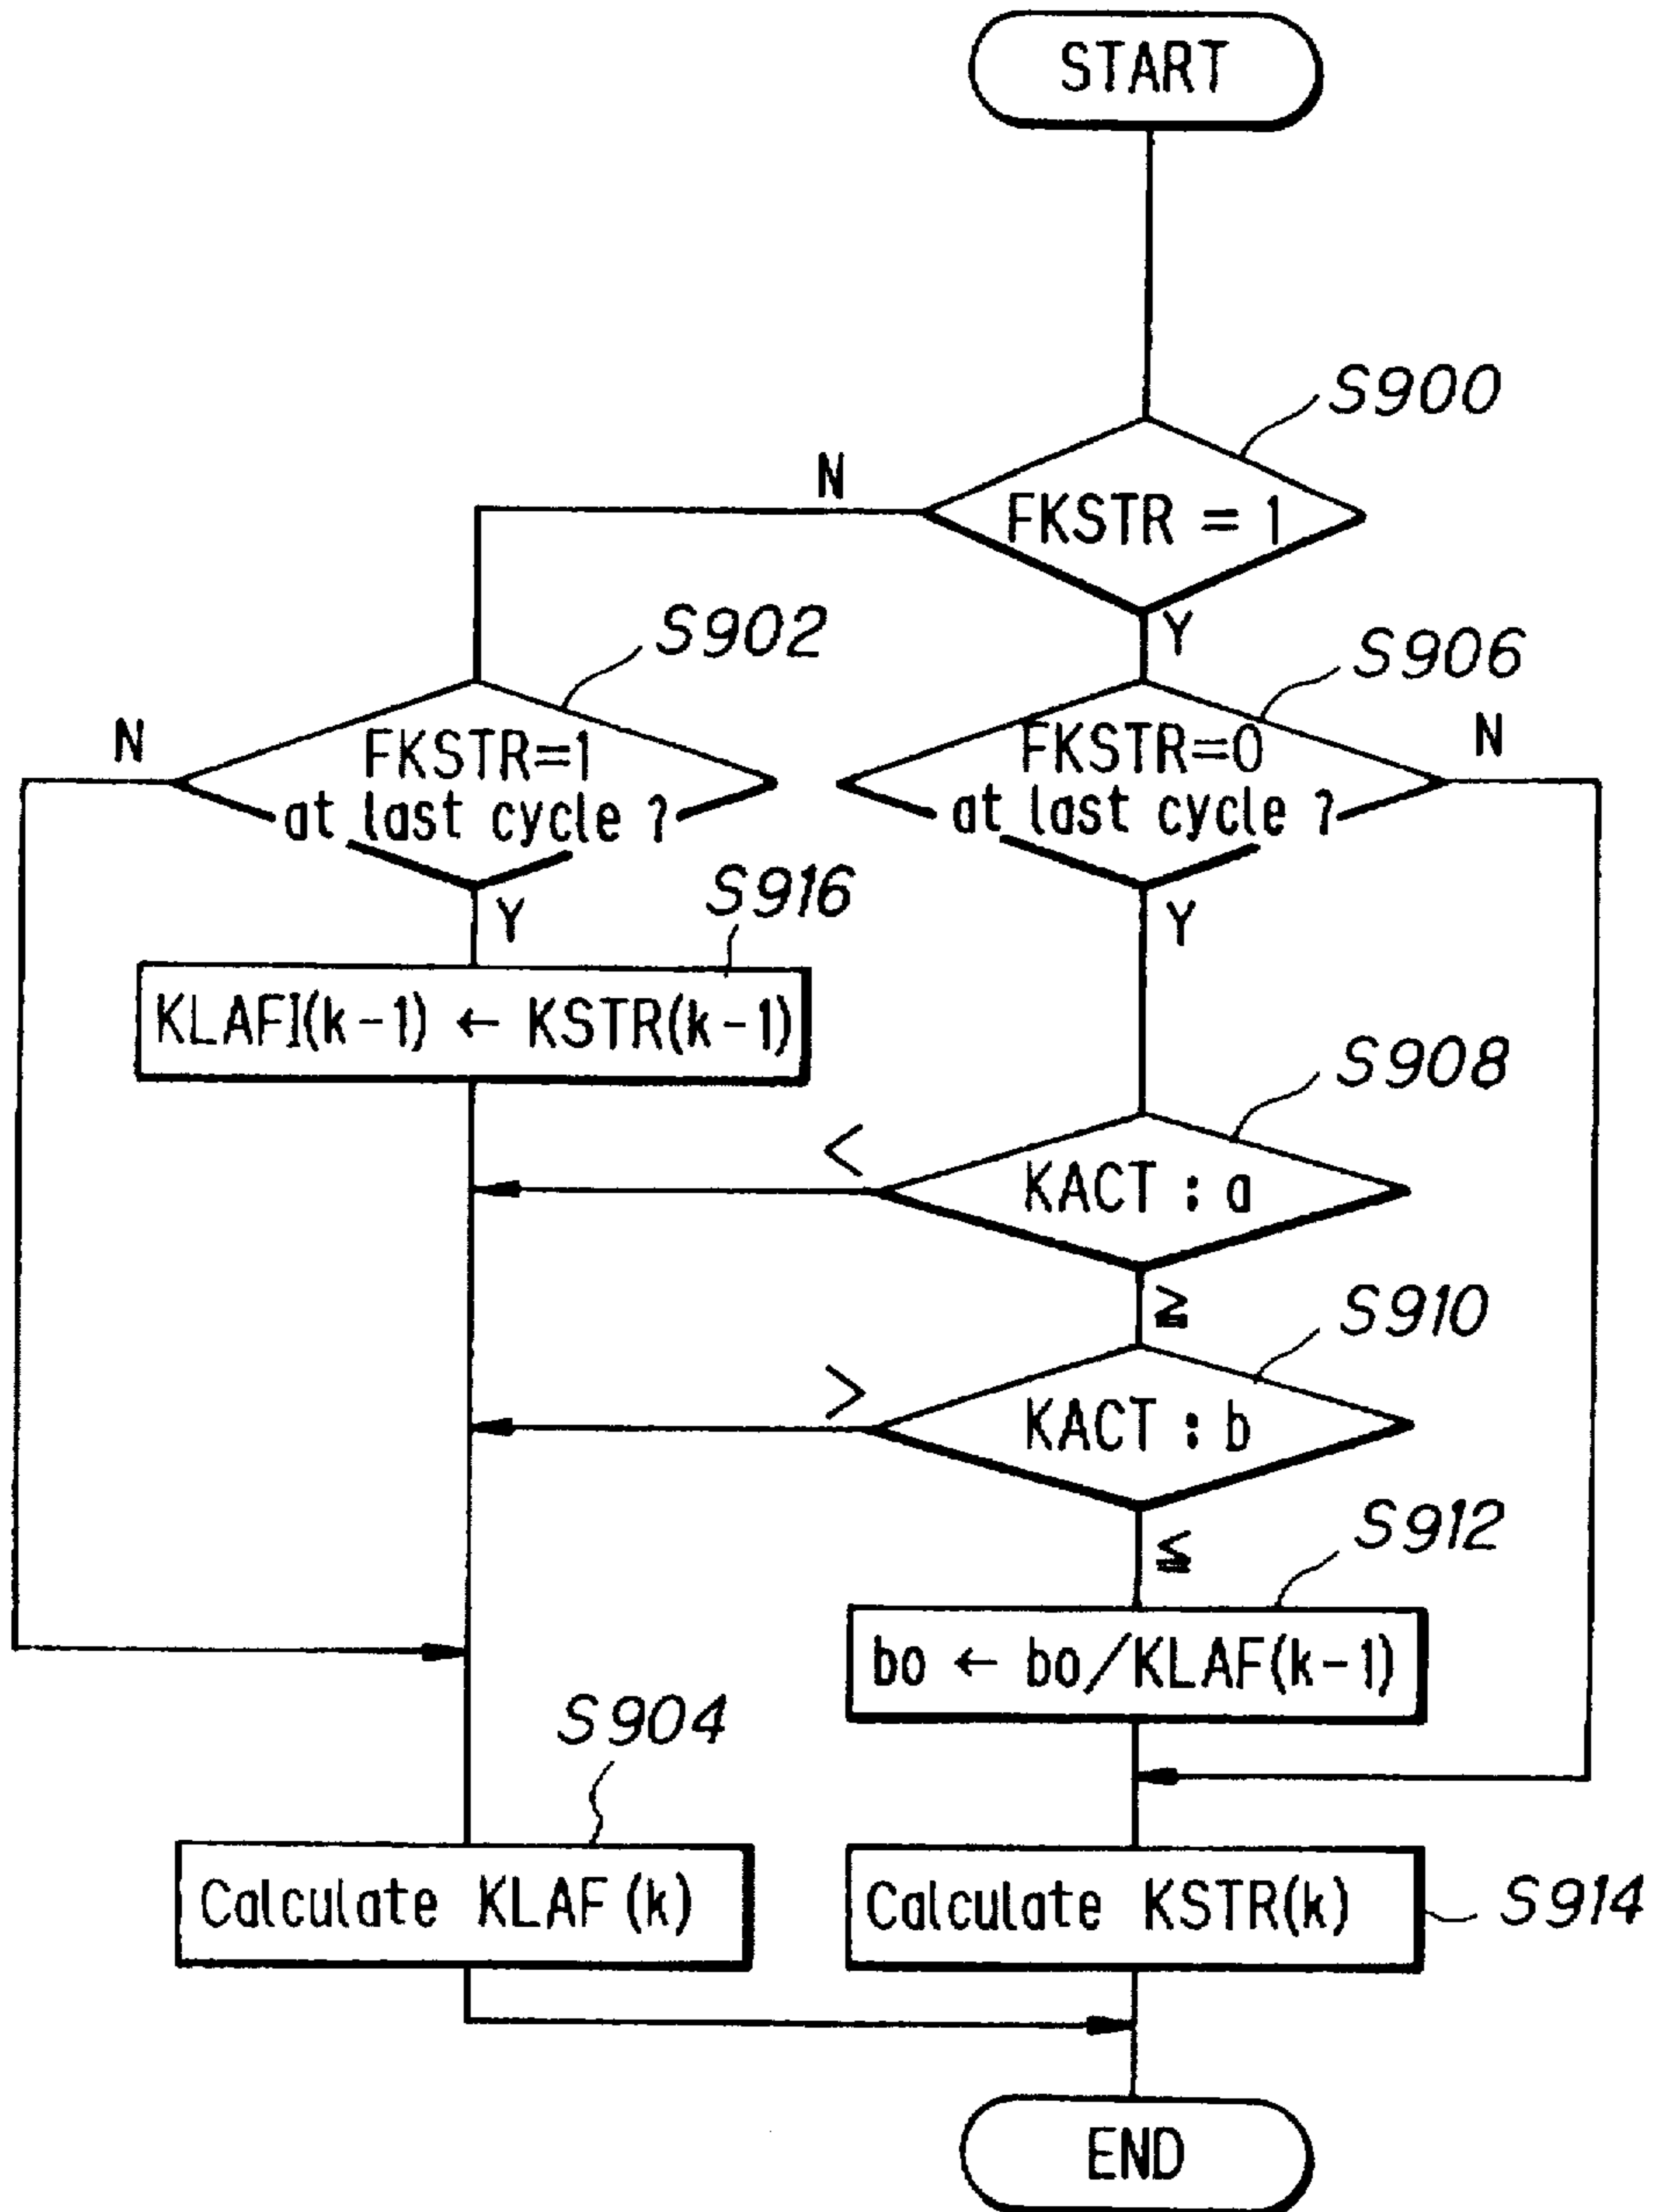 START
S900
N
FKSTR = 1
Y
S902
S906
N
FKSTR=1
at last cycle ?
FKSTR=0
at last cycle ?
N
Y
S916
Y
KLAFI(k-1) ← KSTR(k-1)
S908
<
KACT : a
≧
S910
>
KACT : b
≦
S912
bo ← bo/KLAF(k-1)
S904
Calculate KLAF (k)
Calculate KSTR(k)
S914
END